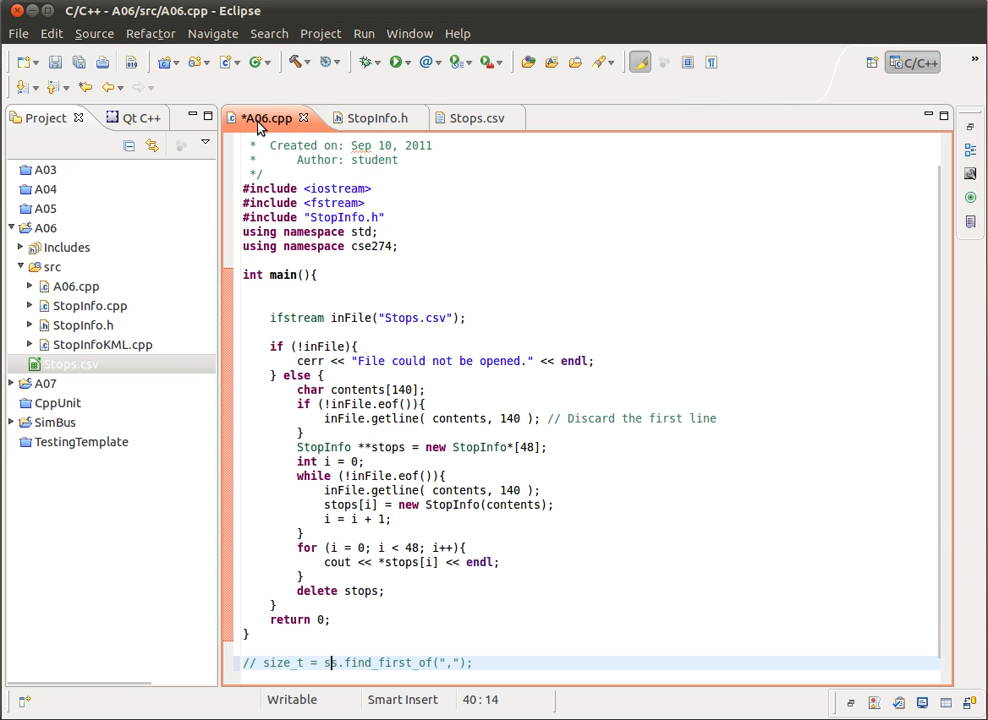 C/C++ - A06/src/A06.cpp - Eclipse
File Edit Source Refactor Navigate Search Project Run Window Help
C/C++
Project Qt C++
*A06.cpp StopInfo.h Stops.csv
A03
A04
A05
A06
Includes
src
A06.cpp
StopInfo.cpp
StopInfo.h
StopInfoKML.cpp
Stops.csv
A07
CppUnit
SimBus
TestingTemplate
* Created on: Sep 10, 2011
* Author: student
*/
#include <iostream>
#include <fstream>
#include "StopInfo.h"
using namespace std;
using namespace cse274;
int main(){
ifstream inFile("Stops.csv");
if (!inFile){
cerr << "File could not be opened." << endl;
} else {
char contents[140];
if (!inFile.eof()){
inFile.getline( contents, 140 ); // Discard the first line
}
StopInfo **stops = new StopInfo*[48];
int i = 0;
while (!inFile.eof()){
inFile.getline( contents, 140 );
stops[i] = new StopInfo(contents);
i = i + 1;
}
for (i = 0; i < 48; i++){
cout << *stops[i] << endl;
}
delete stops;
}
return 0;
}
// size_t = ss.find_first_of(",");
Writable Smart Insert 40 : 14